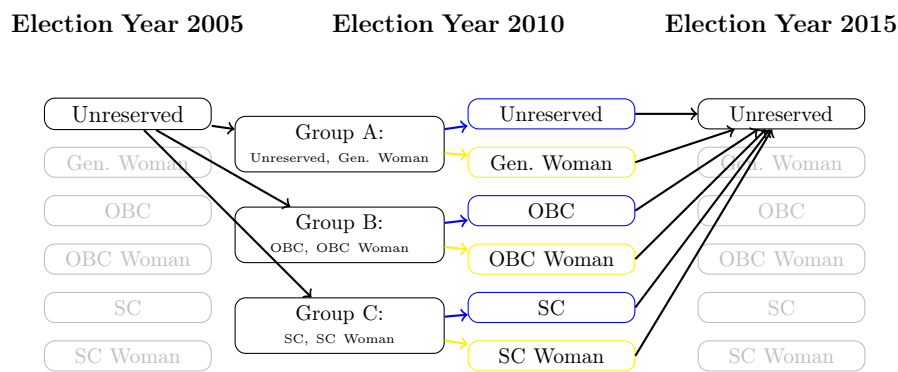 Election Year 2005
Election Year 2010
Election Year 2015
Unreserved
Gen. Woman
OBC
OBC Woman
SC
SC Woman
Group A:
Unreserved, Gen. Woman
Group B:
OBC, OBC Woman
Group C:
SC, SC Woman
Unreserved
Gen. Woman
OBC
OBC Woman
SC
SC Woman
Unreserved
Gen. Woman
OBC
OBC Woman
SC
SC Woman